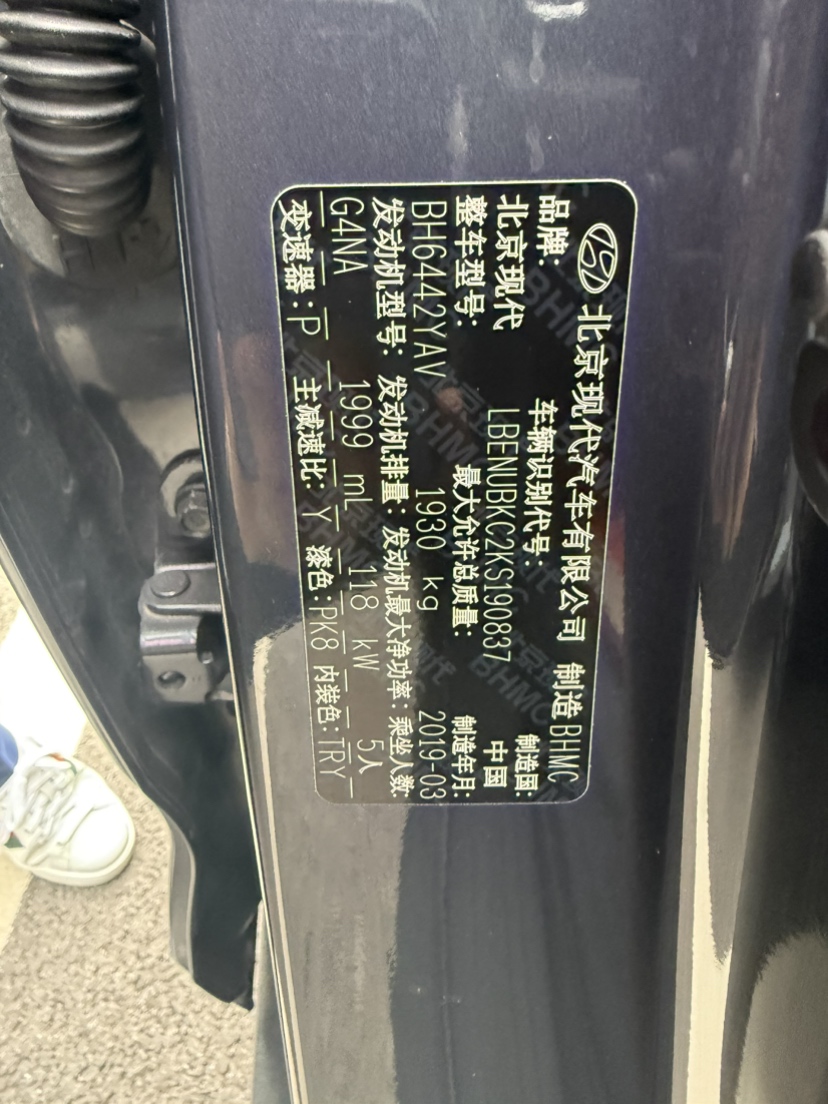 北京现代汽车有限公司 制造 BHMC
品牌: 车辆识别代号: 制造国:
北京现代 LBENUBKC2KS190837 中国
整车型号: 最大允许总质量: 制造年月:
BH6442YAV 1930 kg 2019-03
发动机型号: 发动机排量: 发动机最大净功率: 乘坐人数:
G4NA 1999 mL 118 kW 5人
变速器: P 主减速比: Y 漆色: PK8 内装色: TRY